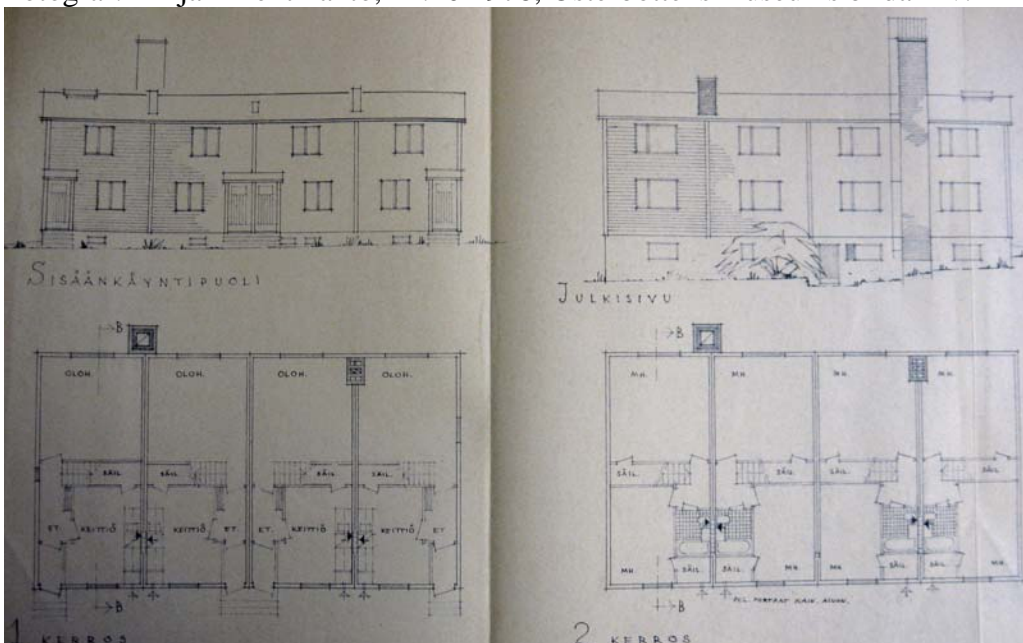 SISÄÄNKÄYNTIPUOLI
JULKISIVU
B
OLOH. OLOH. OLOH. OLOH.
SÄIL. SÄIL. SÄIL. SÄIL.
ET. KEITTIÖ KEITTIÖ ET. ET. KEITTIÖ KEITTIÖ ET
B
1 KERROS
B
MH. MH. MH. MH.
SÄIL. SÄIL. SÄIL. SÄIL.
MH. SÄIL. SÄIL. MH. MH. SÄIL. SÄIL. MH.
B
2 KERROS